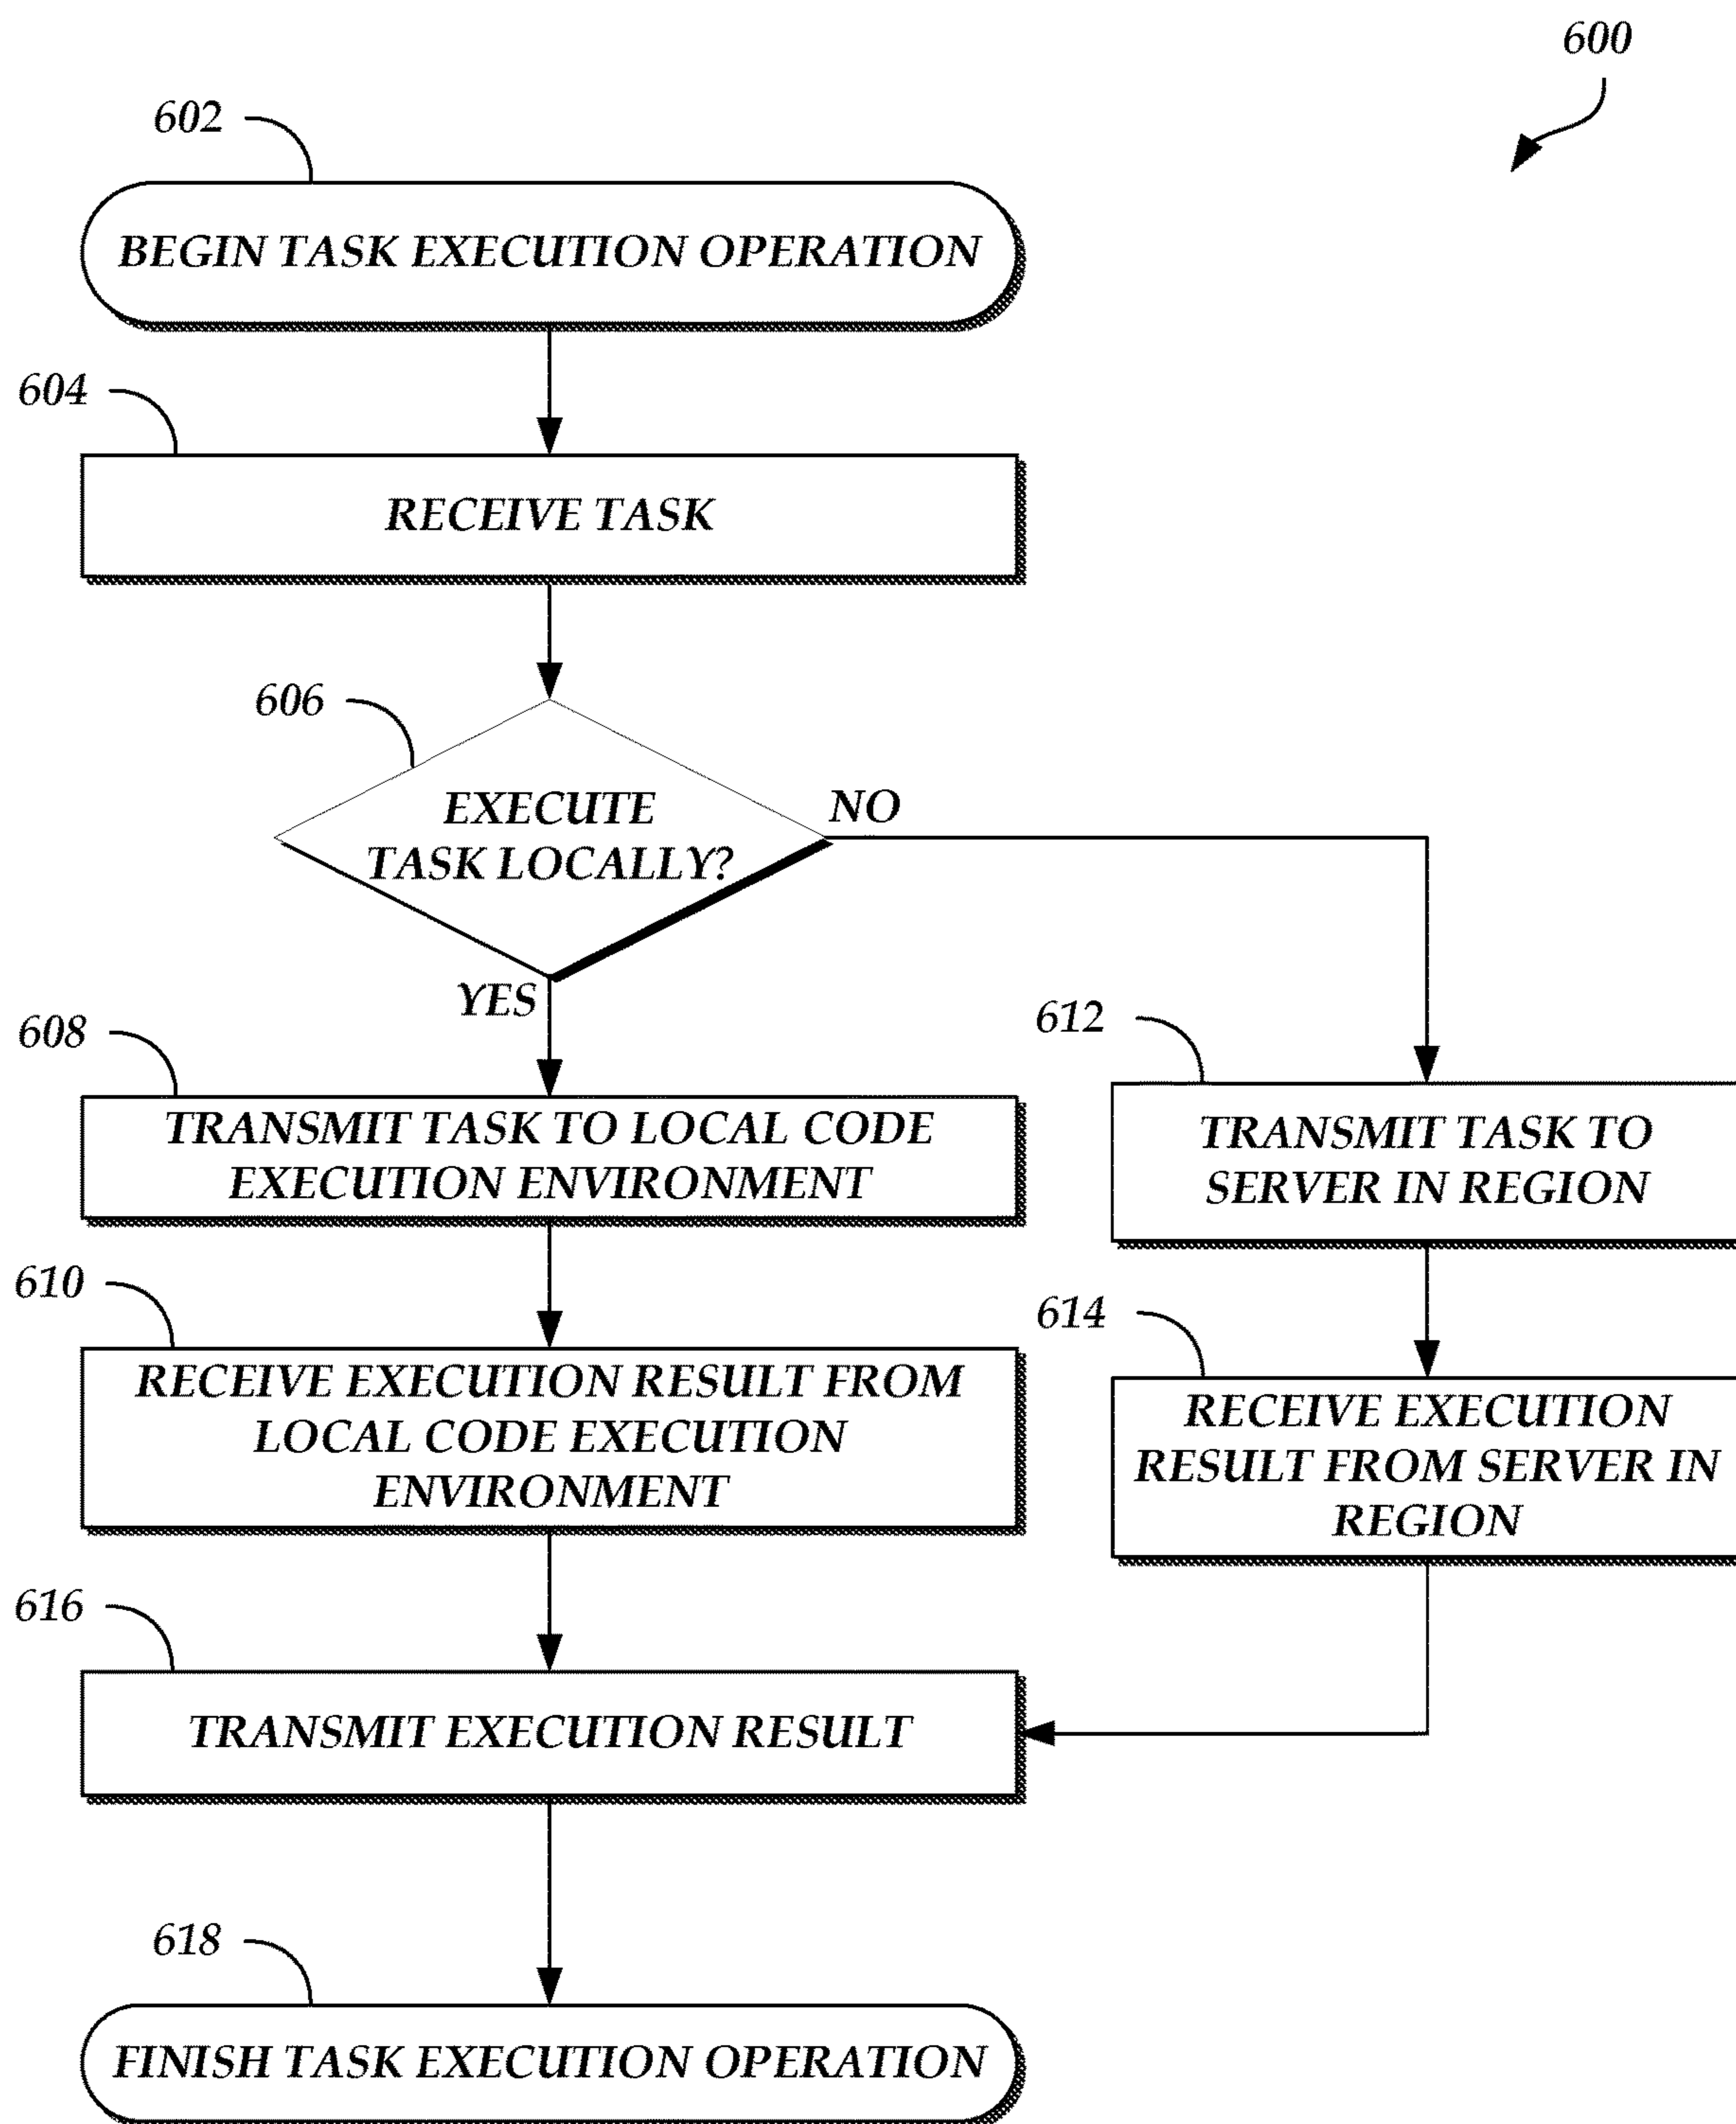 600
602
BEGIN TASK EXECUTION OPERATION
604
RECEIVE TASK
606
EXECUTE
TASK LOCALLY?
NO
YES
608
TRANSMIT TASK TO LOCAL CODE
EXECUTION ENVIRONMENT
612
TRANSMIT TASK TO
SERVER IN REGION
610
RECEIVE EXECUTION RESULT FROM
LOCAL CODE EXECUTION
ENVIRONMENT
614
RECEIVE EXECUTION
RESULT FROM SERVER IN
REGION
616
TRANSMIT EXECUTION RESULT
618
FINISH TASK EXECUTION OPERATION